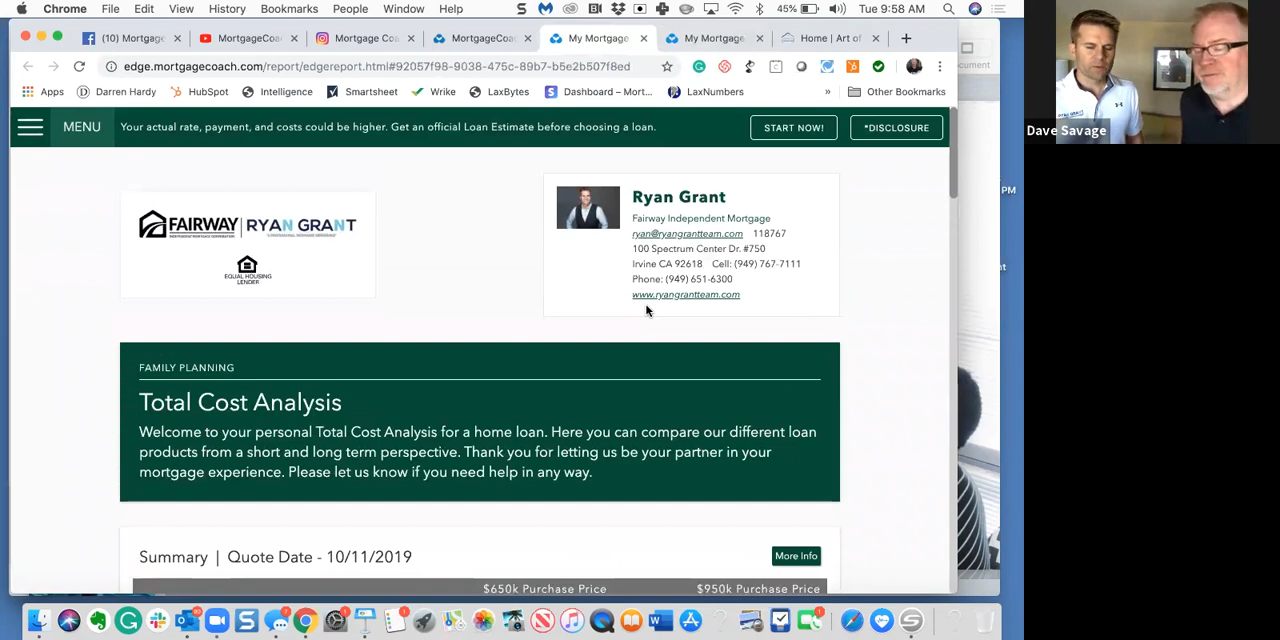 Chrome File Edit View History Bookmarks People Window Help 45% Tue 9:58 AM
(10) Mortgage MortgageCoac Mortgage Coa MortgageCoac My Mortgage My Mortgage Home | Art of
edge.mortgagecoach.com/report/edgereport.html#92057f98-9038-475c-89b7-b5e2b507f8ed
Apps Darren Hardy HubSpot Intelligence Smartsheet Wrike LaxBytes Dashboard – Mort... LaxNumbers » Other Bookmarks
MENU Your actual rate, payment, and costs could be higher. Get an official Loan Estimate before choosing a loan. START NOW! *DISCLOSURE
FAIRWAY | RYAN GRANT
EQUAL HOUSING
LENDER
Ryan Grant
Fairway Independent Mortgage
ryan@ryangrantteam.com 118767
100 Spectrum Center Dr. #750
Irvine CA 92618 Cell: (949) 767-7111
Phone: (949) 651-6300
www.ryangrantteam.com
FAMILY PLANNING
Total Cost Analysis
Welcome to your personal Total Cost Analysis for a home loan. Here you can compare our different loan
products from a short and long term perspective. Thank you for letting us be your partner in your
mortgage experience. Please let us know if you need help in any way.
Summary | Quote Date - 10/11/2019 More Info
$650k Purchase Price $950k Purchase Price
Dave Savage
PM